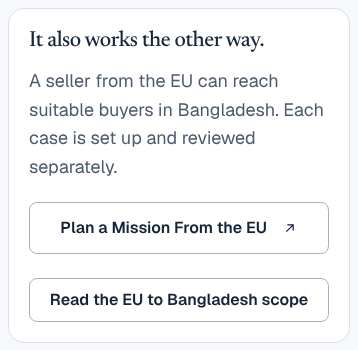 It also works the other way.
A seller from the EU can reach
suitable buyers in Bangladesh. Each
case is set up and reviewed
separately.
Plan a Mission From the EU ↗
Read the EU to Bangladesh scope